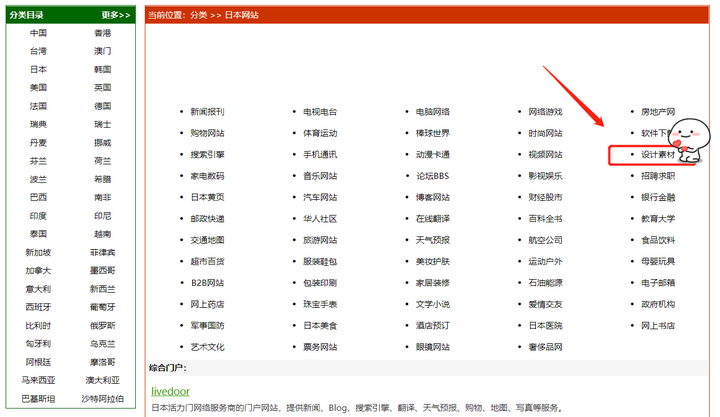 分类目录 更多>>
中国 香港
台湾 澳门
日本 韩国
美国 英国
法国 德国
瑞典 瑞士
丹麦 挪威
芬兰 荷兰
波兰 希腊
巴西 南非
印度 印尼
泰国 越南
新加坡 菲律宾
加拿大 墨西哥
意大利 新西兰
西班牙 葡萄牙
比利时 俄罗斯
匈牙利 乌克兰
阿根廷 摩洛哥
马来西亚 澳大利亚
巴基斯坦 沙特阿拉伯
当前位置：分类 >> 日本网站
• 新闻报刊 • 电视电台 • 电脑网络 • 网络游戏 • 房地产网
• 购物网站 • 体育运动 • 棒球世界 • 时尚网站 • 软件下
• 搜索引擎 • 手机通讯 • 动漫卡通 • 视频网站 • 设计素材
• 家电数码 • 音乐网站 • 论坛BBS • 影视娱乐 • 招聘求职
• 日本黄页 • 汽车网站 • 博客网站 • 财经股市 • 银行金融
• 邮政快递 • 华人社区 • 在线翻译 • 百科全书 • 教育大学
• 交通地图 • 旅游网站 • 天气预报 • 航空公司 • 食品饮料
• 超市百货 • 服装鞋包 • 美妆护肤 • 运动户外 • 母婴玩具
• B2B网站 • 包装印刷 • 家居装修 • 石油能源 • 电子邮箱
• 网上药店 • 珠宝手表 • 文学小说 • 爱情交友 • 政府机构
• 军事国防 • 日本美食 • 酒店预订 • 日本医院 • 网上书店
• 艺术文化 • 票务网站 • 眼镜网站 • 奢侈品网
综合门户：
livedoor
日本活力门网络服务商的门户网站，提供新闻、Blog、搜索引擎、翻译、天气预报、购物、地图、写真等服务。